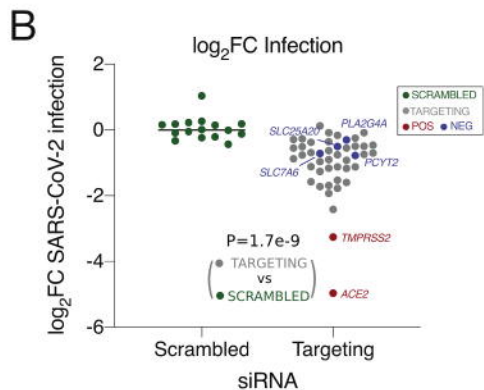 B
log2FC Infection
log2FC SARS-CoV-2 infection
2
0
-2
-4
-6
SCRAMBLED
TARGETING
POS NEG
PLA2G4A
SLC25A20
SLC7A6
PCYT2
P=1.7e-9
( TARGETING
vs
SCRAMBLED )
TMPRSS2
ACE2
Scrambled Targeting
siRNA